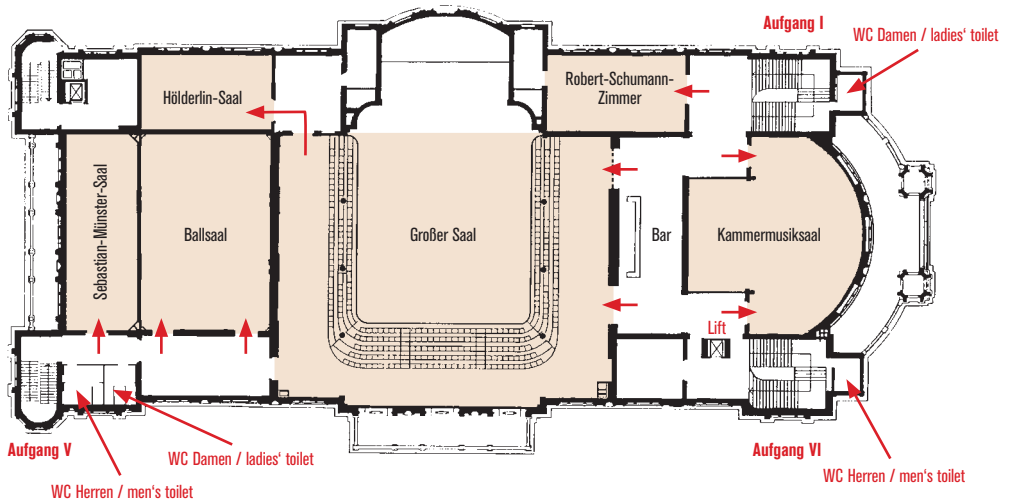 Aufgang I
WC Damen / ladies‘ toilet
Hölderlin-Saal
Robert-Schumann-
Zimmer
Sebastian-Münster-Saal
Ballsaal
Großer Saal
Bar
Kammermusiksaal
Lift
Aufgang V
WC Damen / ladies‘ toilet
WC Herren / men‘s toilet
Aufgang VI
WC Herren / men‘s toilet